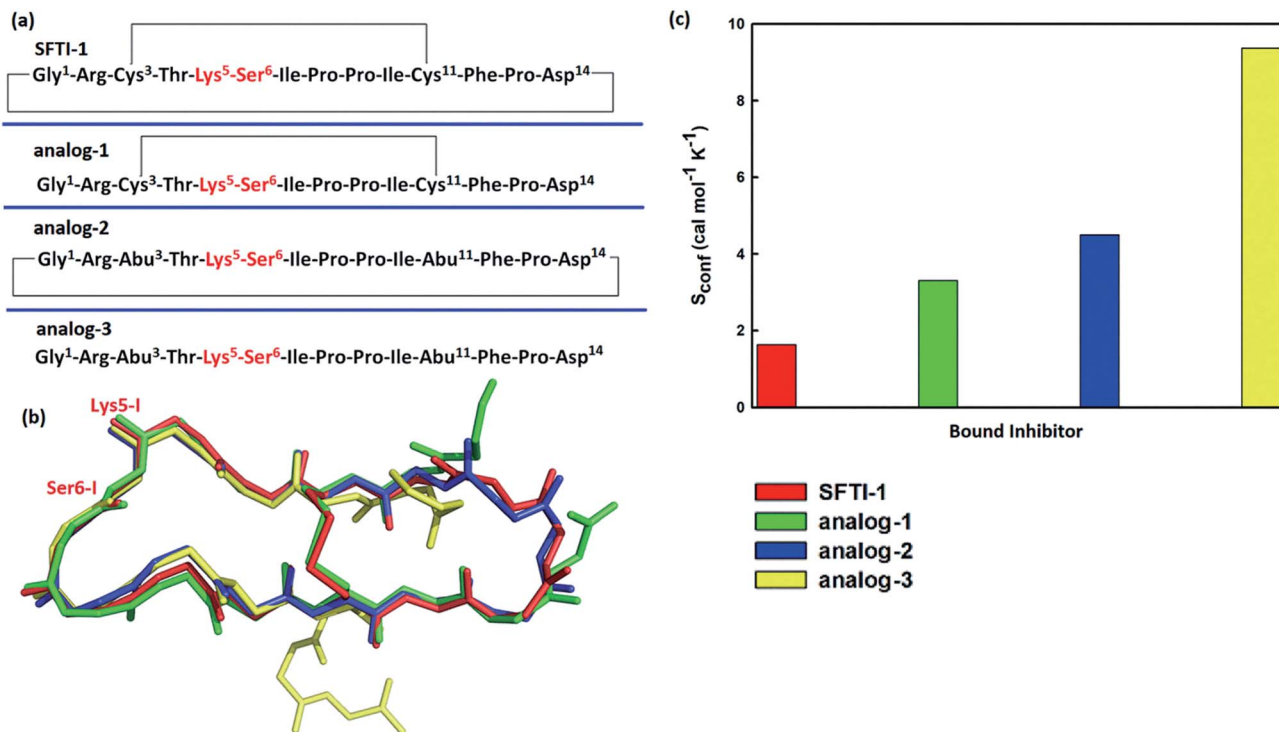 (a)
SFTI-1
Gly¹-Arg-Cys³-Thr-Lys⁵-Ser⁶-Ile-Pro-Pro-Ile-Cys¹¹-Phe-Pro-Asp¹⁴
analog-1
Gly¹-Arg-Cys³-Thr-Lys⁵-Ser⁶-Ile-Pro-Pro-Ile-Cys¹¹-Phe-Pro-Asp¹⁴
analog-2
Gly¹-Arg-Abu³-Thr-Lys⁵-Ser⁶-Ile-Pro-Pro-Ile-Abu¹¹-Phe-Pro-Asp¹⁴
analog-3
Gly¹-Arg-Abu³-Thr-Lys⁵-Ser⁶-Ile-Pro-Pro-Ile-Abu¹¹-Phe-Pro-Asp¹⁴
(b)
Lys5-I
Ser6-I
(c)
10
8
6
4
2
0
S_conf (cal mol⁻¹ K⁻¹)
Bound Inhibitor
SFTI-1
analog-1
analog-2
analog-3